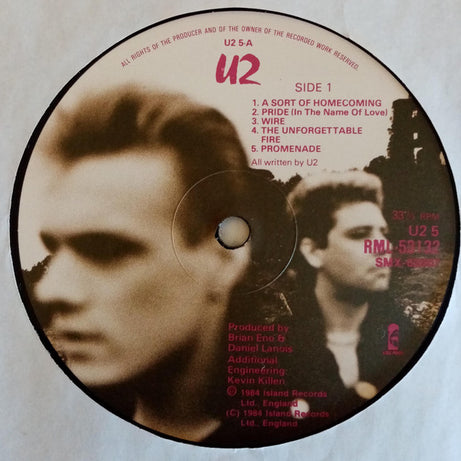 ALL RIGHTS OF THE PRODUCER AND OF THE OWNER OF THE RECORDED WORK RESERVED.
U2 5 A
U2
SIDE 1
1. A SORT OF HOMECOMING
2. PRIDE (In The Name Of Love)
3. WIRE
4. THE UNFORGETTABLE
FIRE
5. PROMENADE
All written by U2
33⅓ RPM
U2 5
RML 52132
Produced by
Brian Eno &
Daniel Lanois
Additional
Engineering:
Kevin Killen
℗ 1984 Island Records
Ltd., England
(C) 1984 Island Records
Ltd., England